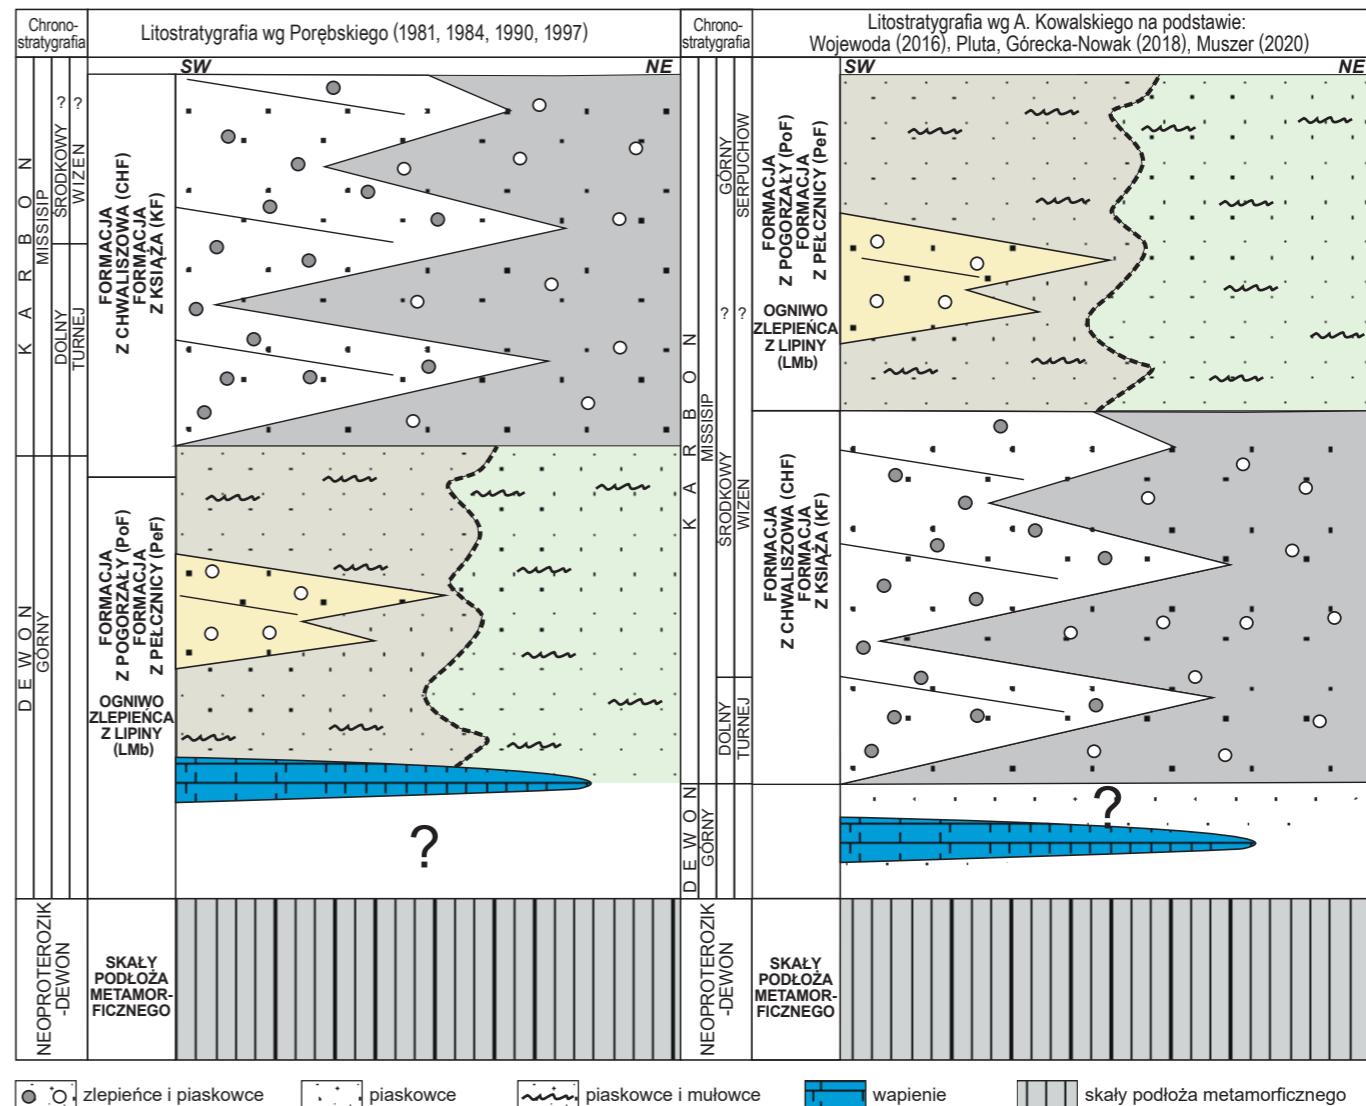 Chrono-
stratygrafia
Litostratygrafia wg Porębskiego (1981, 1984, 1990, 1997)
SW
NE
KARBON
MISSISIP
ŚRODKOWY
?
WIZEN
?
DOLNY
TURNEJ
FORMACJA
Z CHWALISZOWA (CHF)
FORMACJA
Z KSIĄŻA (KF)
DEWON
GÓRNY
FORMACJA
Z POGORZAŁY (PoF)
FORMACJA
Z PEŁCZNICY (PeF)
OGNIWO
ZLEPIEŃCA
Z LIPINY
(LMb)
?
NEOPROTEROZIK
-DEWON
SKAŁY
PODŁOŻA
METAMOR-
FICZNEGO
Chrono-
stratygrafia
Litostratygrafia wg A. Kowalskiego na podstawie:
Wojewoda (2016), Pluta, Górecka-Nowak (2018), Muszer (2020)
SW
NE
KARBON
MISSISIP
GÓRNY
SERPUCHOW
?
?
ŚRODKOWY
WIZEN
DOLNY
TURNEJ
FORMACJA
Z POGORZAŁY (PoF)
FORMACJA
Z PEŁCZNICY (PeF)
OGNIWO
ZLEPIEŃCA
Z LIPINY
(LMb)
FORMACJA
Z CHWALISZOWA (CHF)
FORMACJA
Z KSIĄŻA (KF)
DEWON
GÓRNY
?
NEOPROTEROZIK
-DEWON
SKAŁY
PODŁOŻA
METAMOR-
FICZNEGO
zlepieńce i piaskowce
piaskowce
piaskowce i mułowce
wapienie
skały podłoża metamorficznego